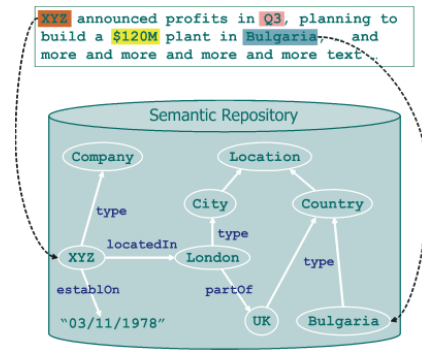 XYZ announced profits in Q3, planning to
build a $120M plant in Bulgaria, and
more and more and more and more text
Semantic Repository
Company
Location
City
Country
type
type
XYZ
locatedIn
London
type
establOn
partOf
"03/11/1978"
UK
Bulgaria